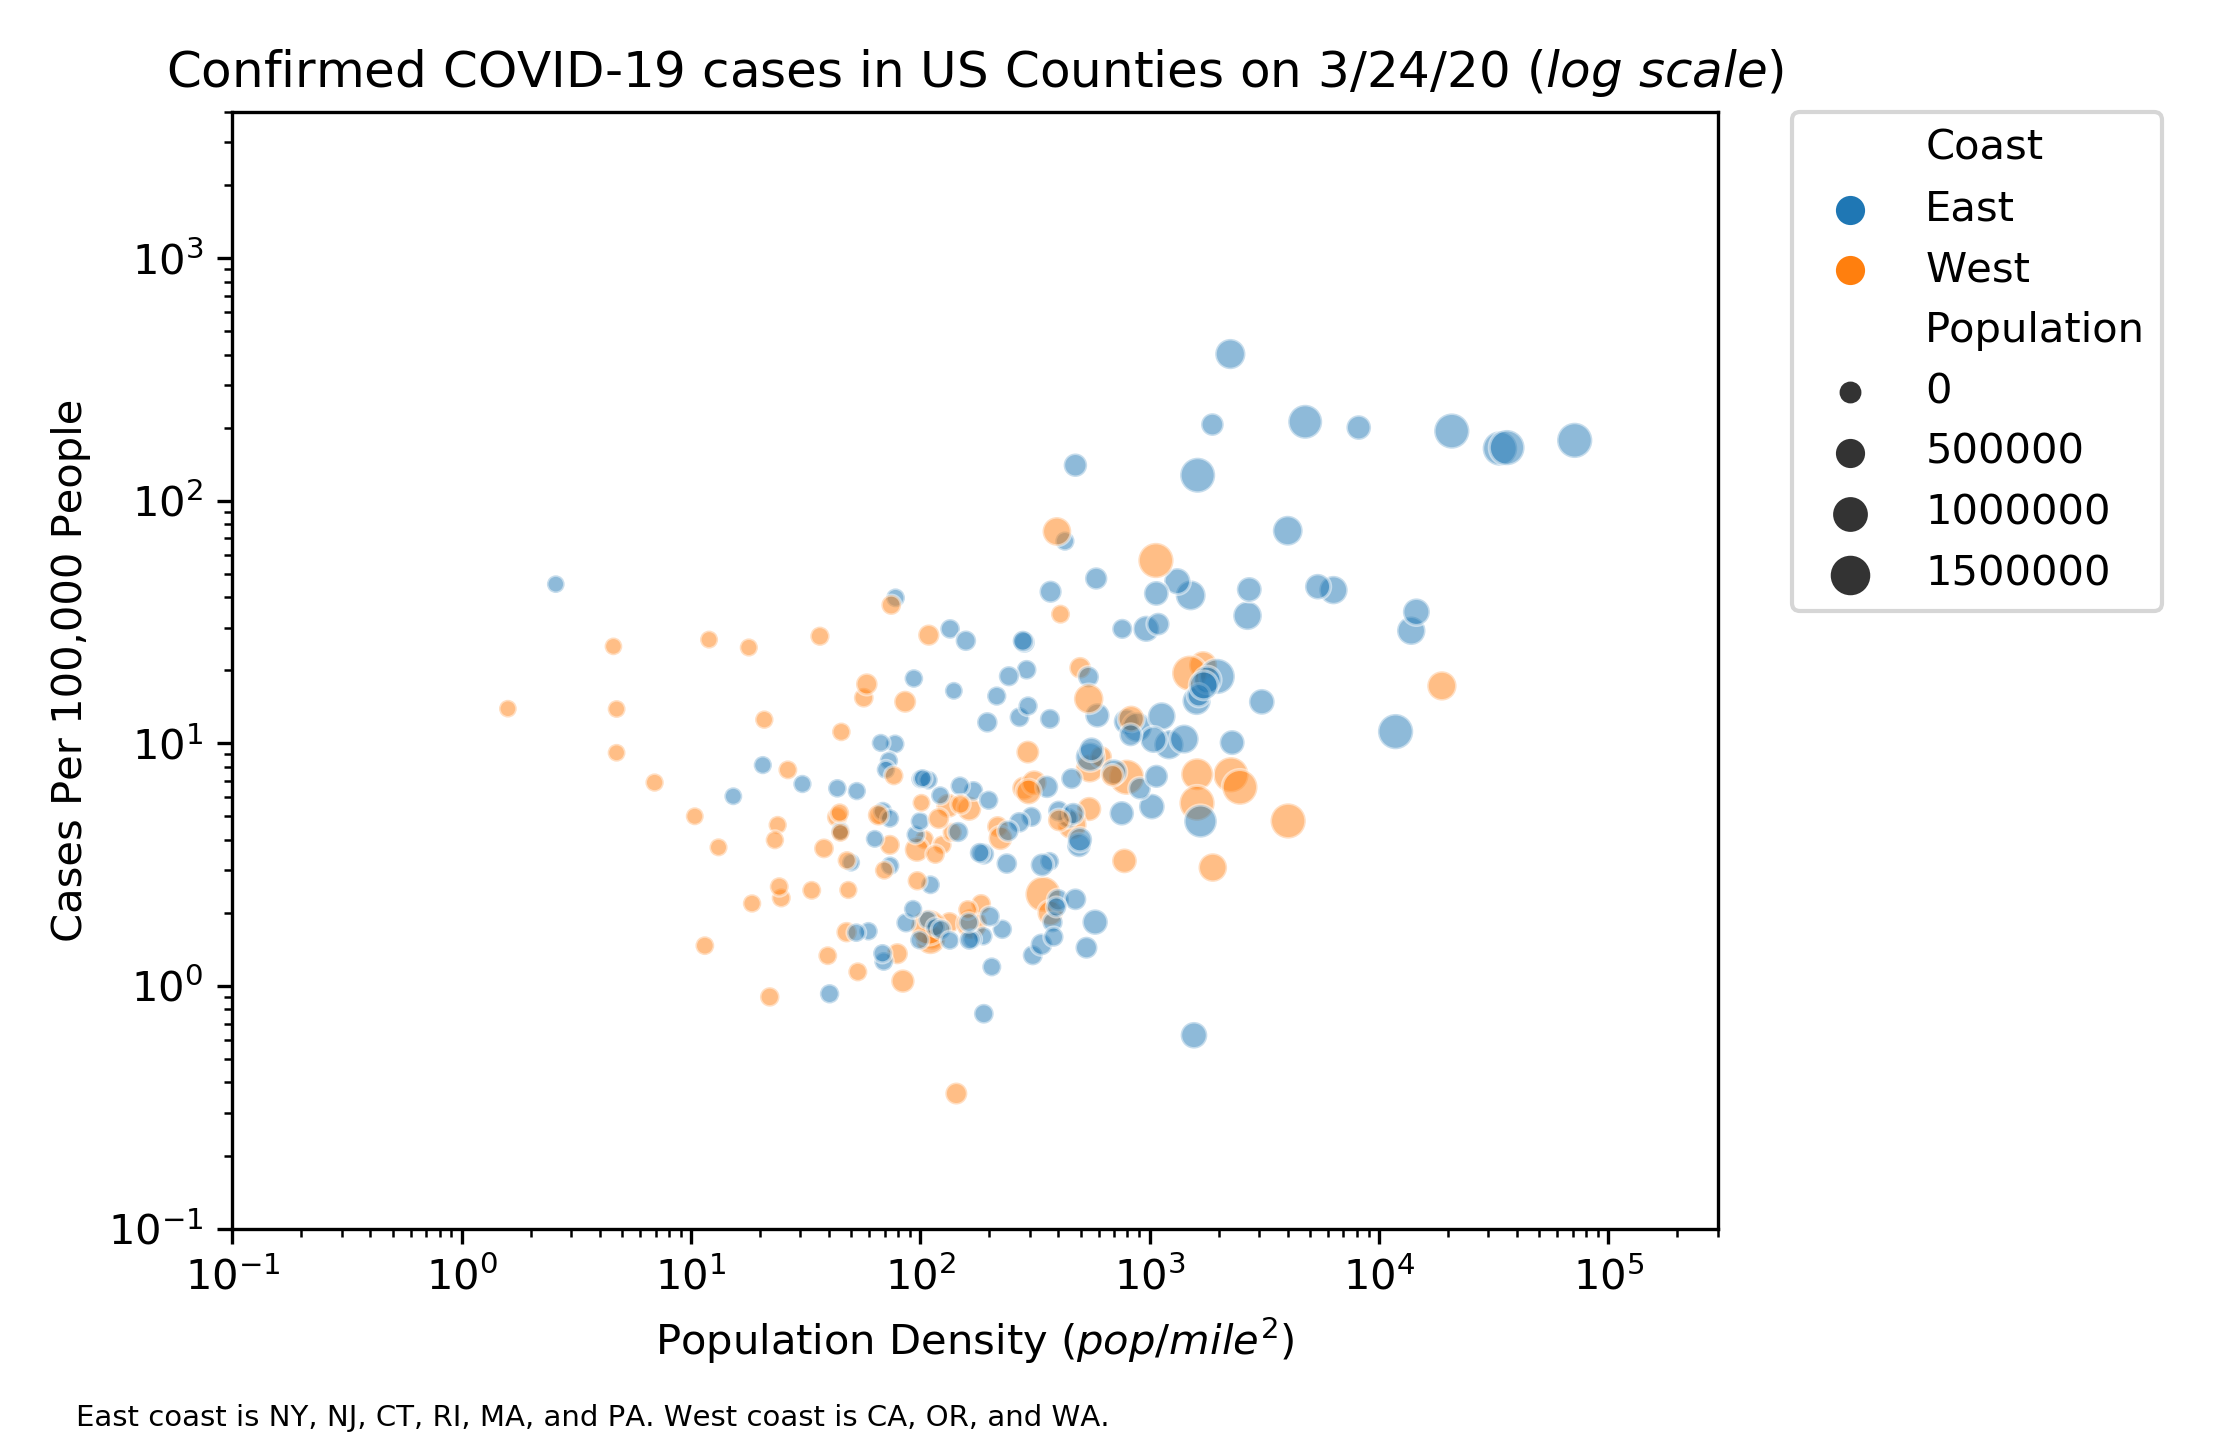 Confirmed COVID-19 cases in US Counties on 3/24/20 (log scale)
Coast
East
West
Population
0
500000
1000000
1500000
Cases Per 100,000 People
10³
10²
10¹
10⁰
10⁻¹
10⁻¹ 10⁰ 10¹ 10² 10³ 10⁴ 10⁵
Population Density (pop/mile²)
East coast is NY, NJ, CT, RI, MA, and PA. West coast is CA, OR, and WA.